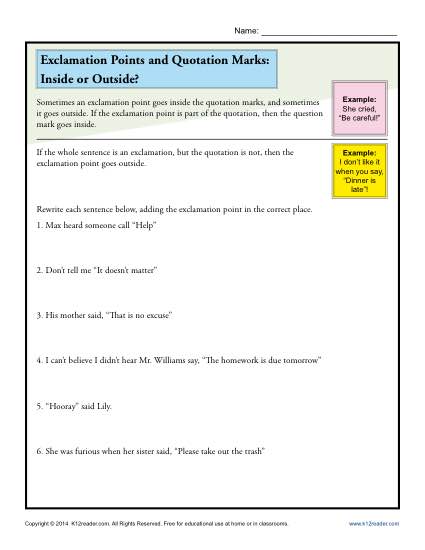 Name:
Exclamation Points and Quotation Marks:
Inside or Outside?
Sometimes an exclamation point goes inside the quotation marks, and sometimes
it goes outside. If the exclamation point is part of the quotation, then the question
mark goes inside.
Example:
She cried,
“Be careful!”
If the whole sentence is an exclamation, but the quotation is not, then the
exclamation point goes outside.
Example:
I don’t like it
when you say,
“Dinner is
late”!
Rewrite each sentence below, adding the exclamation point in the correct place.
1. Max heard someone call “Help”
2. Don’t tell me “It doesn’t matter”
3. His mother said, “That is no excuse”
4. I can’t believe I didn’t hear Mr. Williams say, “The homework is due tomorrow”
5. “Hooray” said Lily.
6. She was furious when her sister said, “Please take out the trash”
Copyright © 2014 K12reader.com. All Rights Reserved. Free for educational use at home or in classrooms.
www.k12reader.com